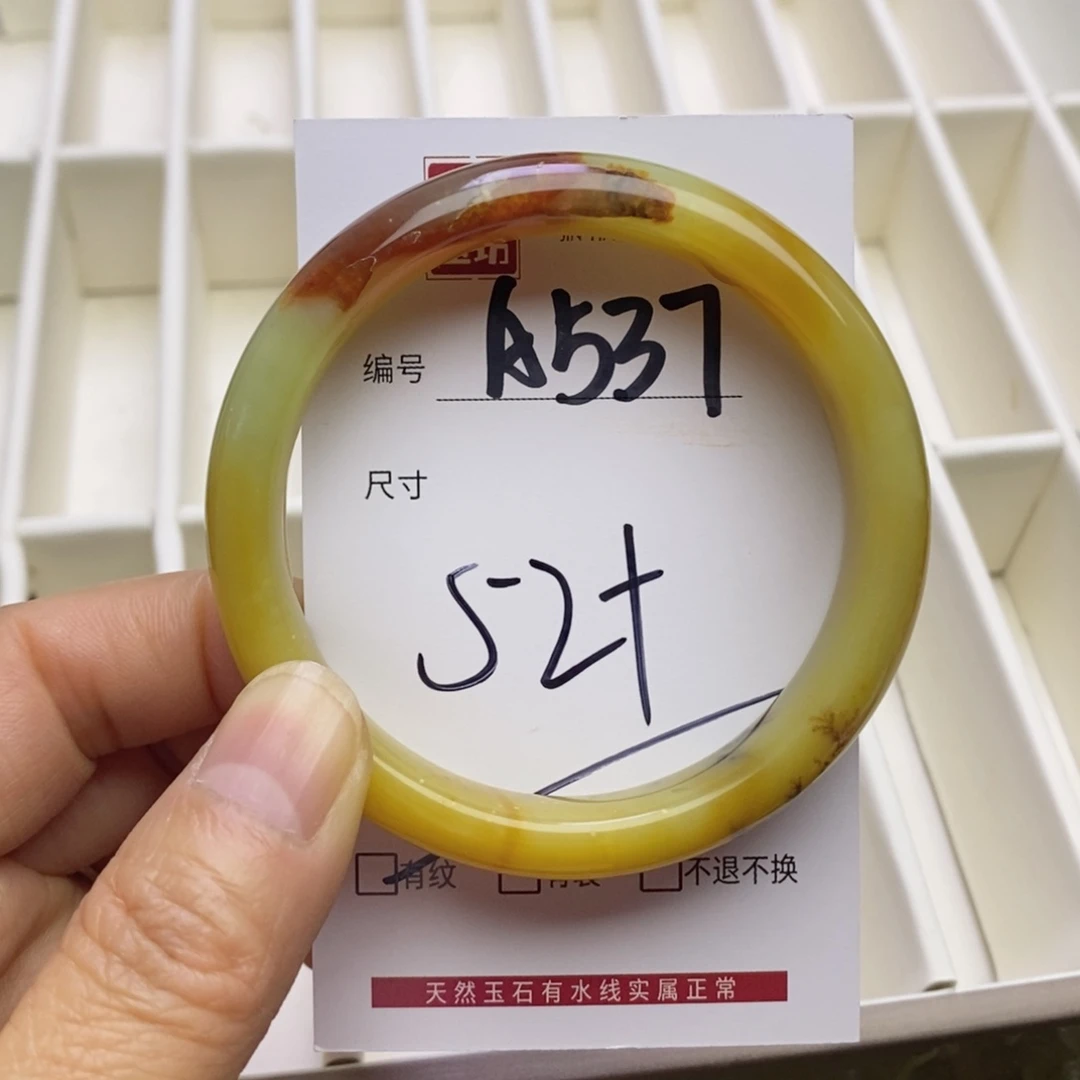 编号 A537
尺寸
52+
有纹 不退不换
天然玉石有水线实属正常